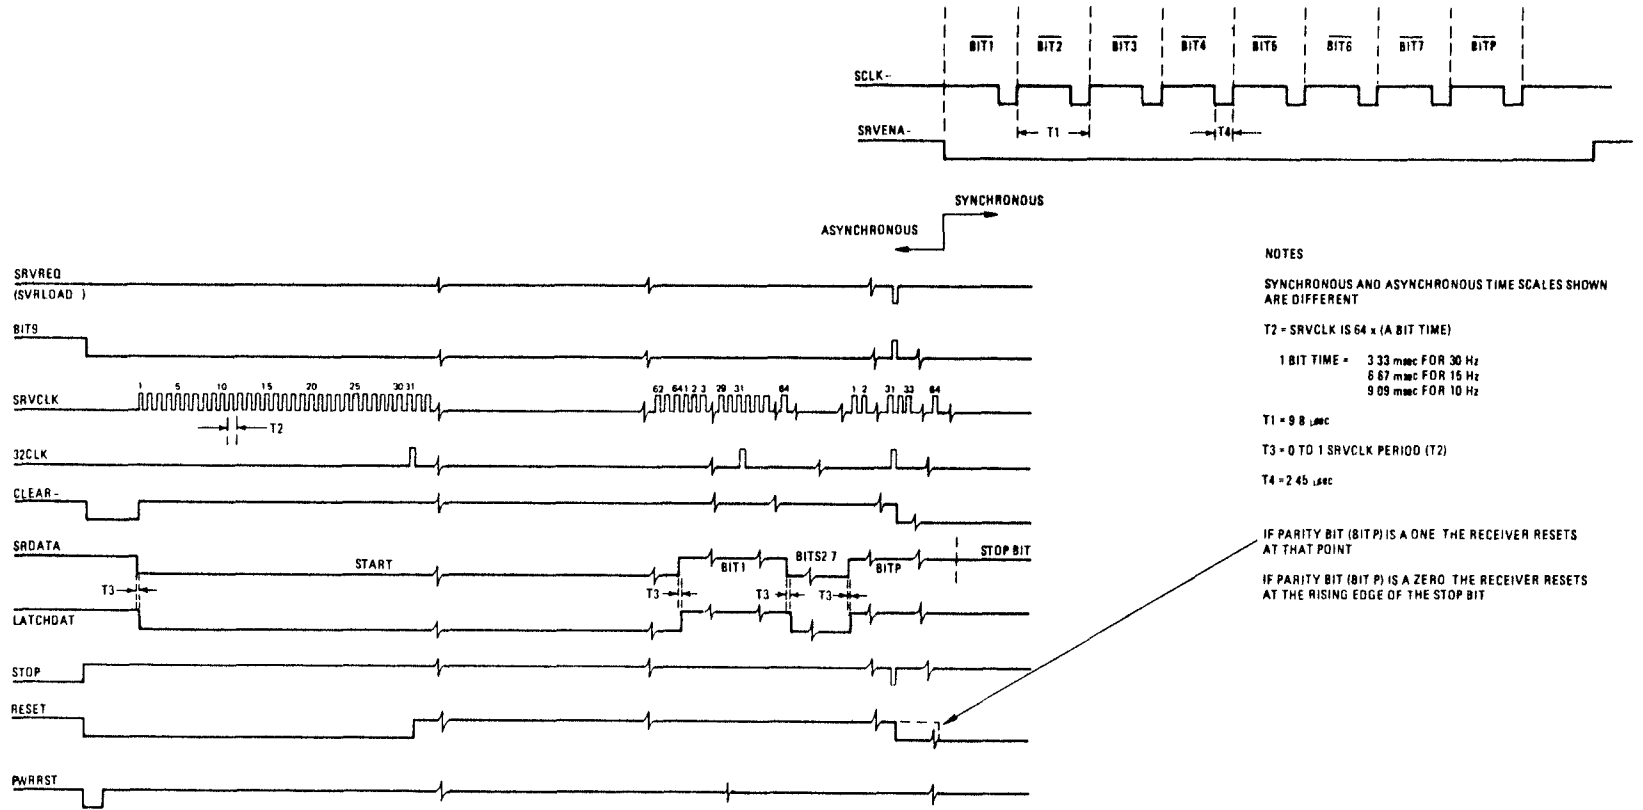 BIT1 BIT2 BIT3 BIT4 BIT5 BIT6 BIT7 BITP
SCLK-
T1 T4
SRVENA-
SYNCHRONOUS
ASYNCHRONOUS
NOTES
SYNCHRONOUS AND ASYNCHRONOUS TIME SCALES SHOWN
ARE DIFFERENT
T2 = SRVCLK IS 64 x (A BIT TIME)
1 BIT TIME = 3 33 msec FOR 30 Hz
6 67 msec FOR 15 Hz
9 09 msec FOR 10 Hz
T1 = 9 8 µsec
T3 = 0 TO 1 SRVCLK PERIOD (T2)
T4 = 2 45 µsec
IF PARITY BIT (BIT P) IS A ONE THE RECEIVER RESETS
AT THAT POINT
IF PARITY BIT (BIT P) IS A ZERO THE RECEIVER RESETS
AT THE RISING EDGE OF THE STOP BIT
SRVREQ
(SVRLOAD )
BIT9
1 5 10 15 20 25 30 31 62 64 1 2 3 29 31 64 1 2 31 33 64
SRVCLK
T2
32CLK
CLEAR-
SRDATA
START BIT1 BITS2 7 BITP STOP BIT
T3 T3 T3 T3
LATCHDAT
STOP
RESET
PWRRST